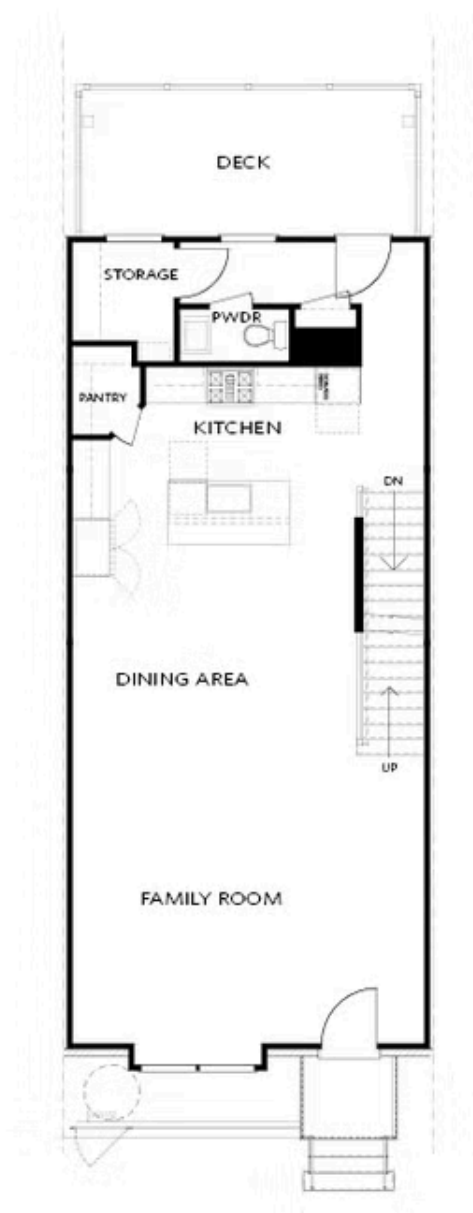 DECK
STORAGE
PWDR
PANTRY
KITCHEN
DN
DINING AREA
UP
FAMILY ROOM